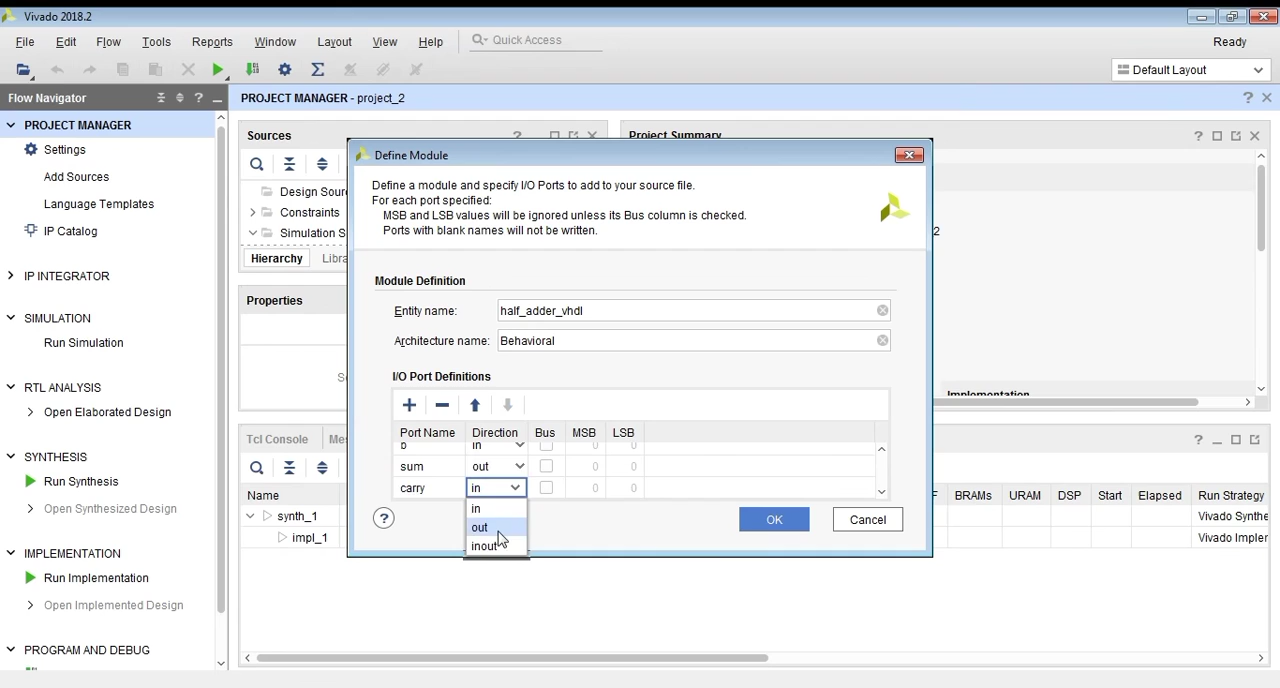 Vivado 2018.2
File Edit Flow Tools Reports Window Layout View Help Quick Access Ready
Default Layout
Flow Navigator ?
PROJECT MANAGER - project_2 ?
PROJECT MANAGER
Settings
Add Sources
Language Templates
IP Catalog
IP INTEGRATOR
SIMULATION
Run Simulation
RTL ANALYSIS
Open Elaborated Design
SYNTHESIS
Run Synthesis
Open Synthesized Design
IMPLEMENTATION
Run Implementation
Open Implemented Design
PROGRAM AND DEBUG
Sources ?
Design Sour
Constraints
Simulation S
Hierarchy Libra
Properties
Project Summary ?
2
Implementation
Define Module
Define a module and specify I/O Ports to add to your source file.
For each port specified:
MSB and LSB values will be ignored unless its Bus column is checked.
Ports with blank names will not be written.
Module Definition
Entity name: half_adder_vhdl
Architecture name: Behavioral
I/O Port Definitions
Port Name Direction Bus MSB LSB
b in 0 0
sum out 0 0
carry in 0 0
in
out
inout
? OK Cancel
Tcl Console Mes ?
Name BRAMs URAM DSP Start Elapsed Run Strategy
synth_1 Vivado Synthe
impl_1 Vivado Impler